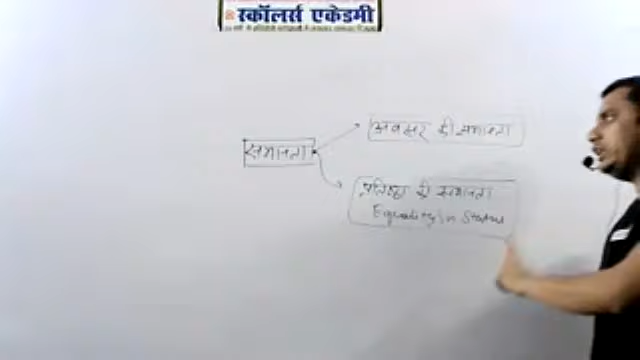 स्कॉलर्स एकेडमी
समानता
अवसर की समानता
प्रतिष्ठा की समानता
Equality in Status